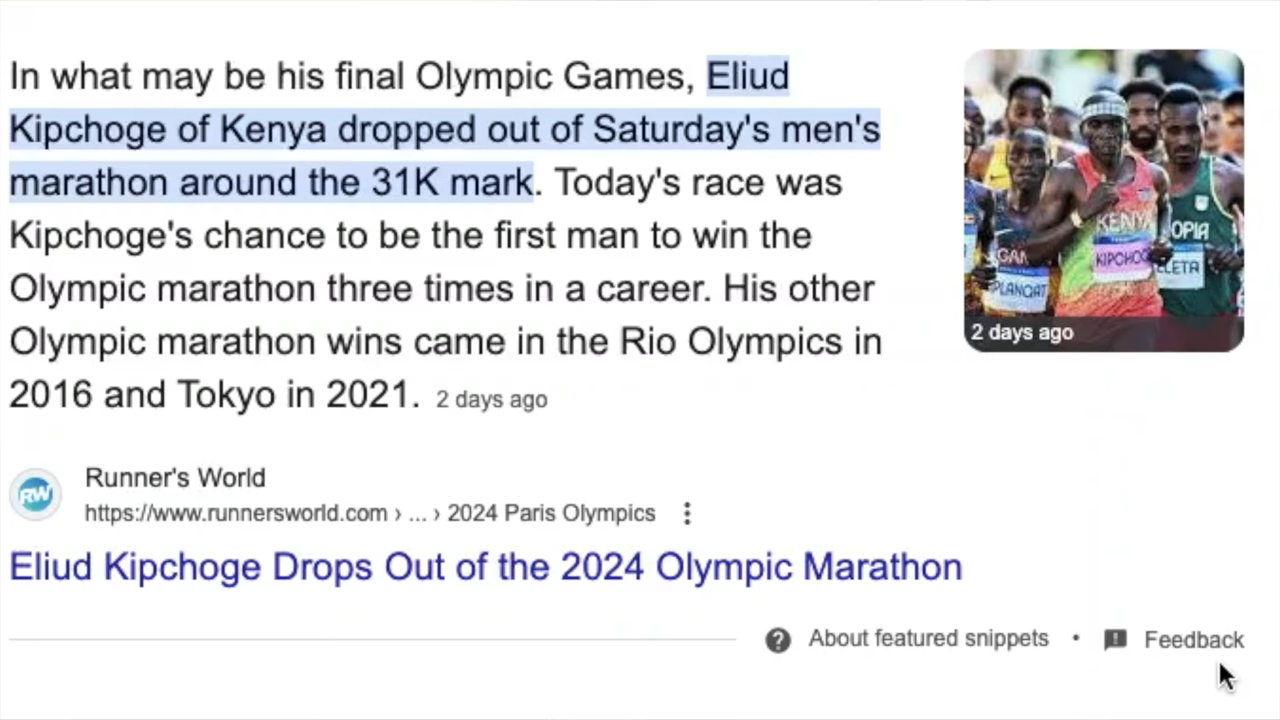 In what may be his final Olympic Games, Eliud
Kipchoge of Kenya dropped out of Saturday's men's
marathon around the 31K mark. Today's race was
Kipchoge's chance to be the first man to win the
Olympic marathon three times in a career. His other
Olympic marathon wins came in the Rio Olympics in
2016 and Tokyo in 2021. 2 days ago
KENYA
KIPCHOG
OPIA
LETA
GAN
PLANGAT
2 days ago
RW
Runner's World
https://www.runnersworld.com › ... › 2024 Paris Olympics
Eliud Kipchoge Drops Out of the 2024 Olympic Marathon
About featured snippets • Feedback